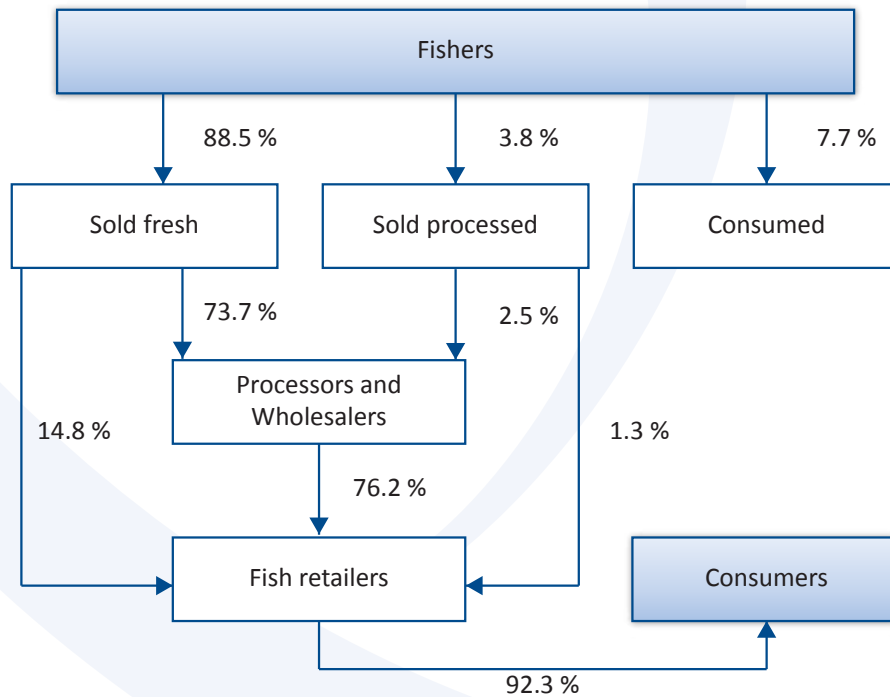 Fishers
88.5 %
3.8 %
7.7 %
Sold fresh
Sold processed
Consumed
73.7 %
2.5 %
Processors and
Wholesalers
14.8 %
1.3 %
76.2 %
Fish retailers
Consumers
92.3 %